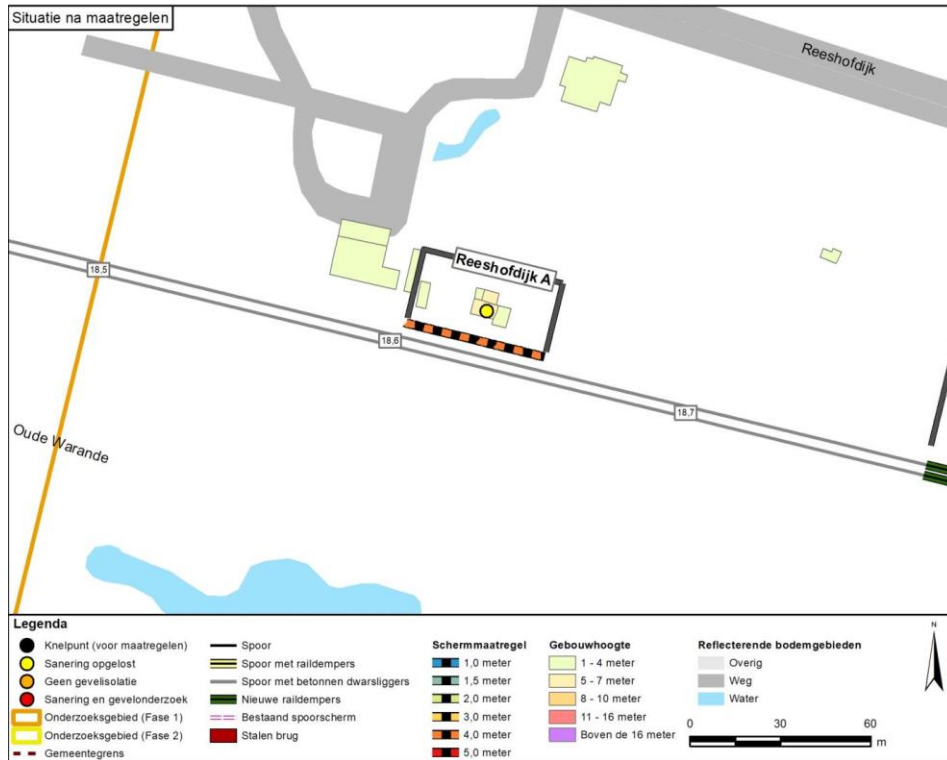 Situatie na maatregelen
Reeshofdijk
Reeshofdijk A
18,5
18,6
18,7
Oude Warande
Legenda
Knelpunt (voor maatregelen)
Sanering opgelost
Geen gevelisolatie
Sanering en gevelonderzoek
Onderzoeksgebied (Fase 1)
Onderzoeksgebied (Fase 2)
Gemeentegrens
Spoor
Spoor met raildempers
Spoor met betonnen dwarsliggers
Nieuwe raildempers
Bestaand spoorscherm
Stalen brug
Schermmaatregel
1,0 meter
1,5 meter
2,0 meter
3,0 meter
4,0 meter
5,0 meter
Gebouwhoogte
1 - 4 meter
5 - 7 meter
8 - 10 meter
11 - 16 meter
Boven de 16 meter
Reflecterende bodemgebieden
Overig
Weg
Water
N
0 30 60
m